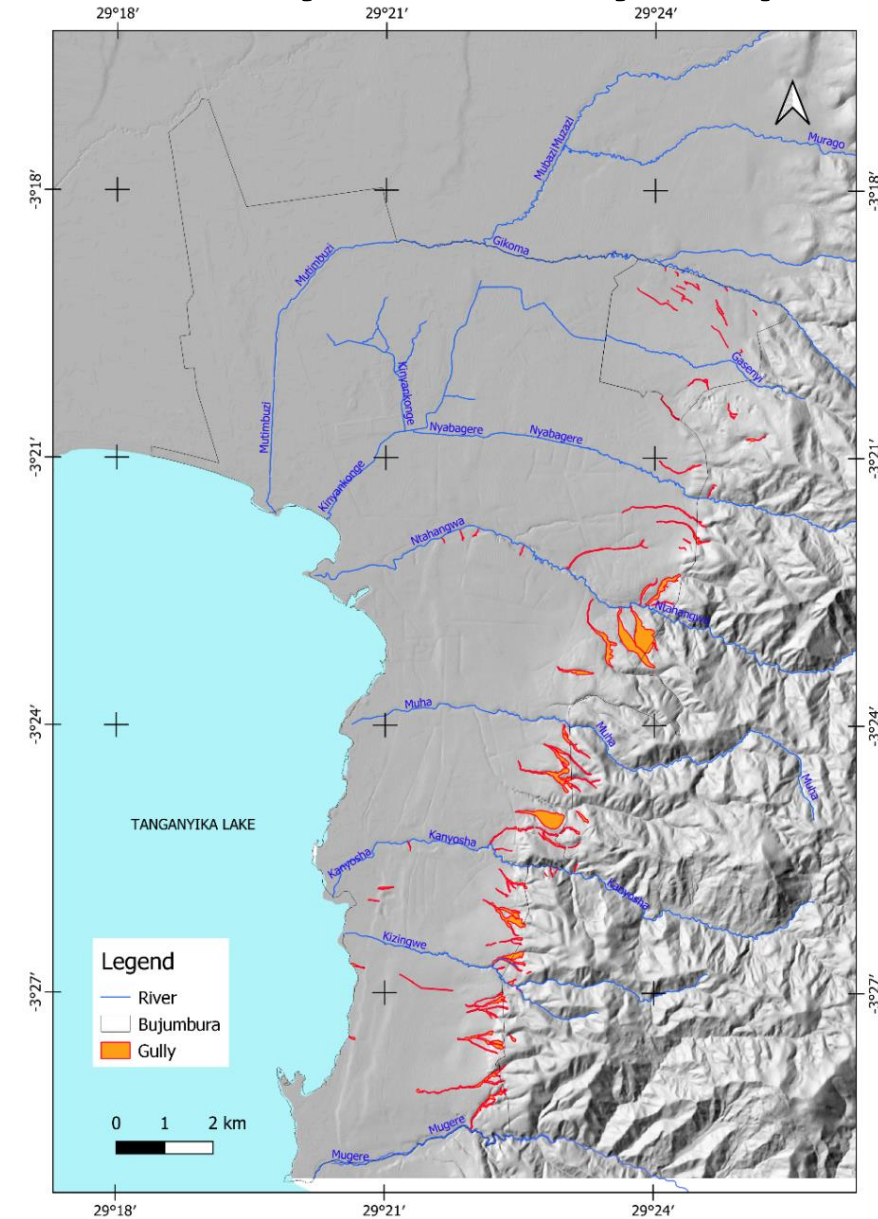 29°18′ 29°21′ 29°24′
Murago
Mubazi Muzazi
-3°18′ -3°18′
Gikoma
Mutimbuzi
Gasenyi
Kinyankonge
Mutimbuzi
Nyabagere Nyabagere
-3°21′ -3°21′
Kinyankonge
Ntahangwa
Ntahangwa
Muha
-3°24′ -3°24′
Muha
Muha
TANGANYIKA LAKE
Kanyosha
Kanyosha
Kanyosha
Kizingwe
Legend
River
Bujumbura
Gully
-3°27′ -3°27′
0 1 2 km
Mugere
Mugere
29°18′ 29°21′ 29°24′